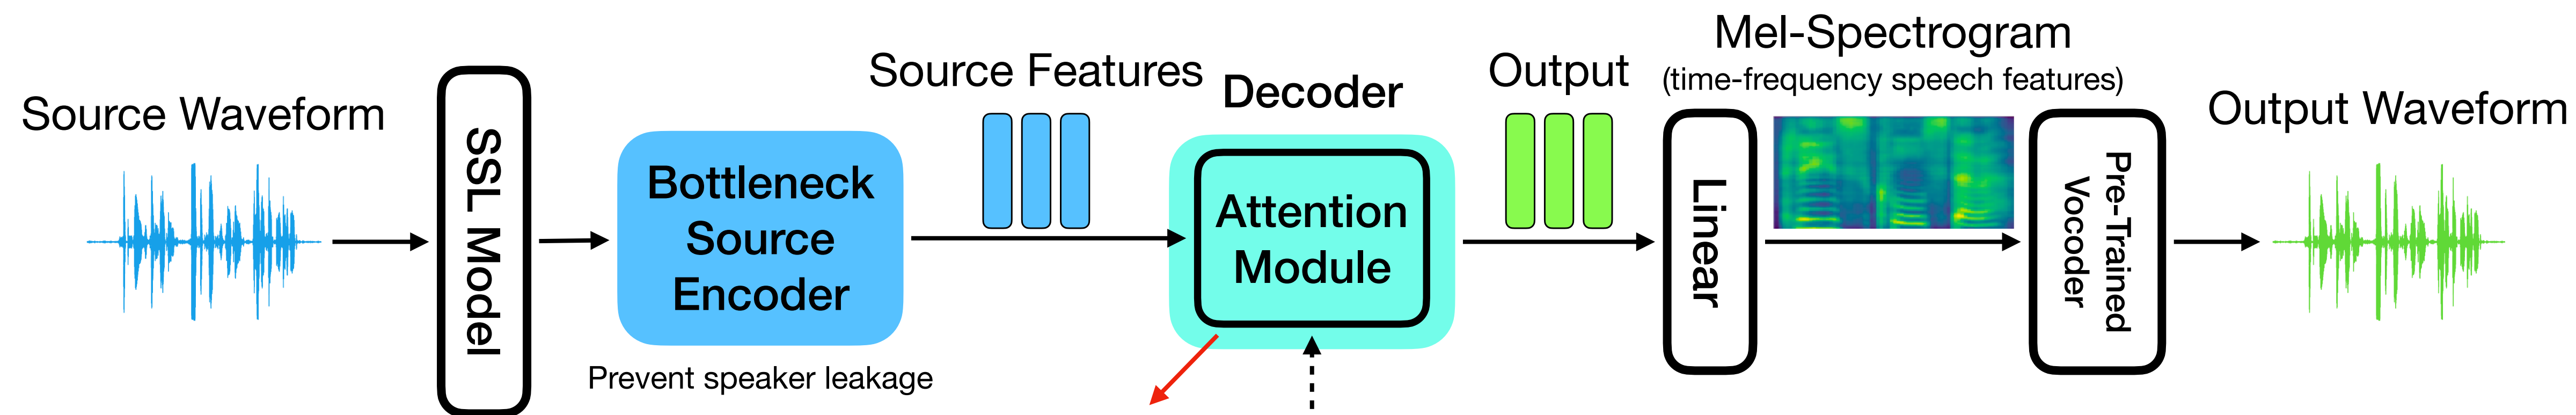 Source Waveform
SSL Model
Bottleneck
Source
Encoder
Prevent speaker leakage
Source Features
Decoder
Attention
Module
Output
Linear
Mel-Spectrogram
(time-frequency speech features)
Pre-Trained
Vocoder
Output Waveform